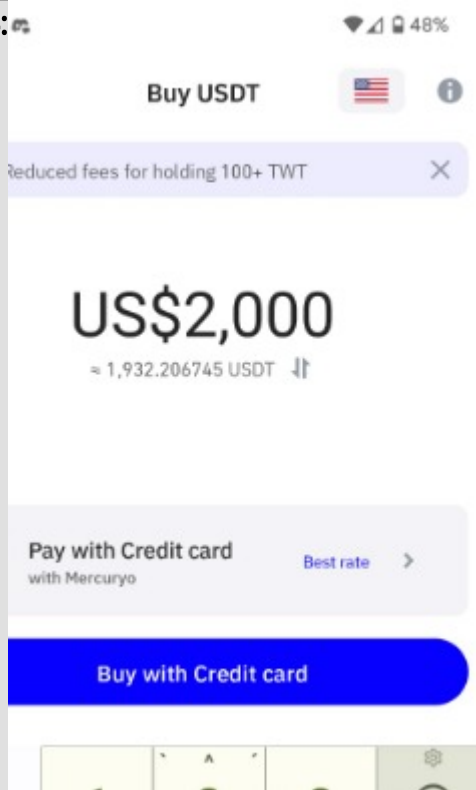 48%
Buy USDT
Reduced fees for holding 100+ TWT
US$2,000
≈ 1,932.206745 USDT
Pay with Credit card
with Mercuryo
Best rate
Buy with Credit card